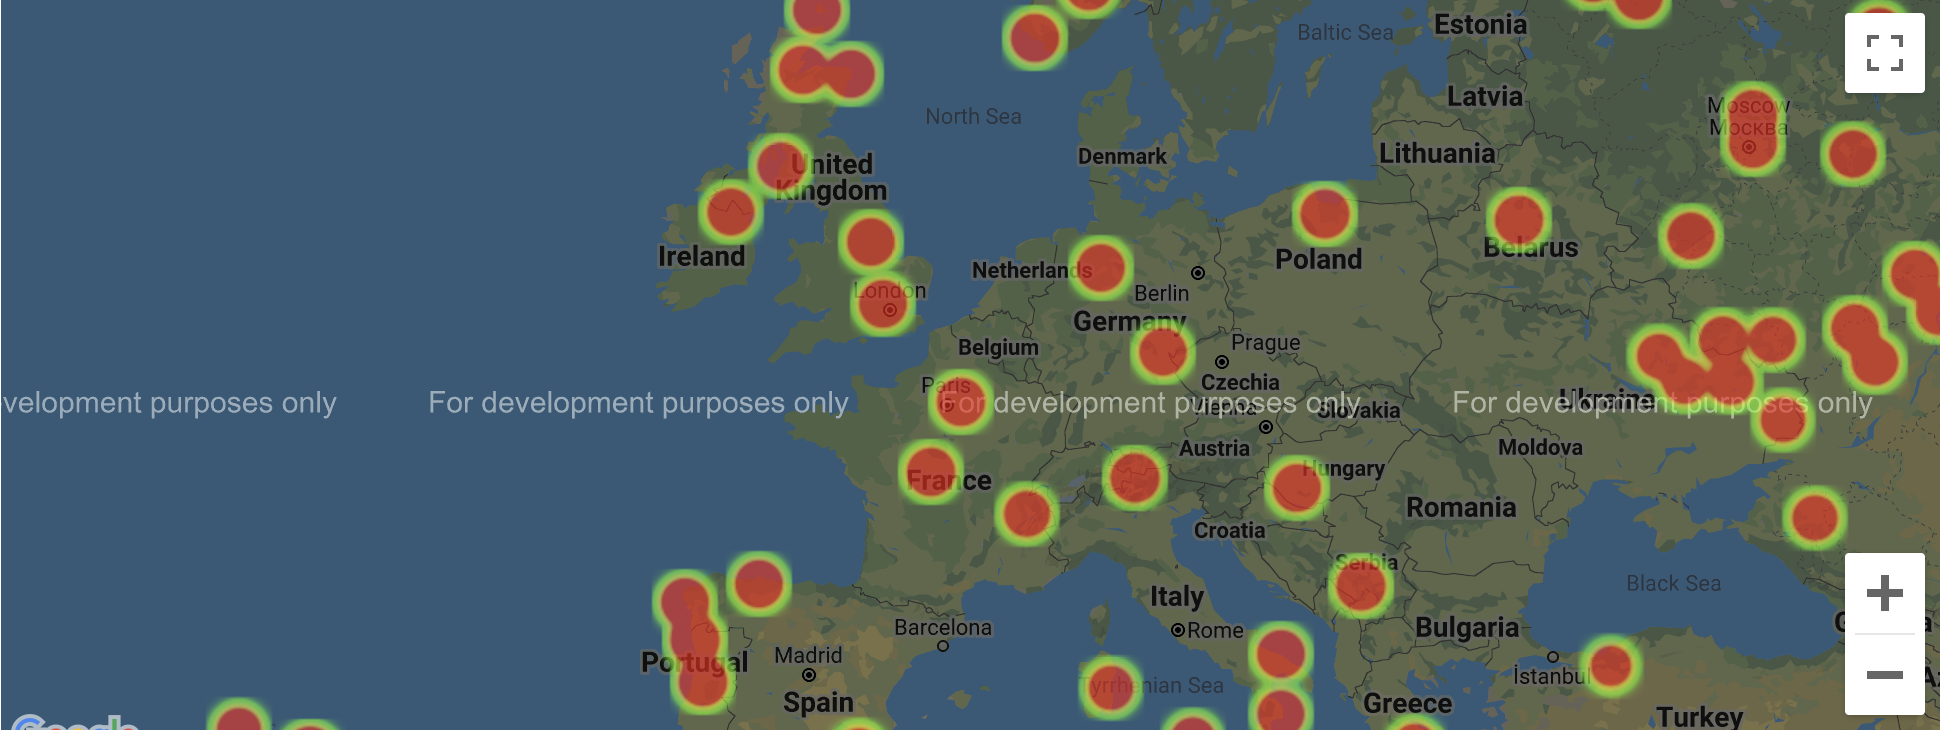 Baltic Sea
Estonia
North Sea
Latvia
Moscow
Москва
Denmark
Lithuania
United
Kingdom
Ireland
Netherlands
Poland
Belarus
London
Berlin
Germany
Belgium
Prague
Czechia
Paris
velopment purposes only
For development purposes only
For development purposes only
For development purposes only
Vienna
Slovakia
Ukraine
Austria
Moldova
Hungary
France
Romania
Croatia
Serbia
Black Sea
Italy
Barcelona
Rome
Bulgaria
Portugal
Madrid
Spain
Tyrrhenian Sea
İstanbul
Greece
Turkey
Google